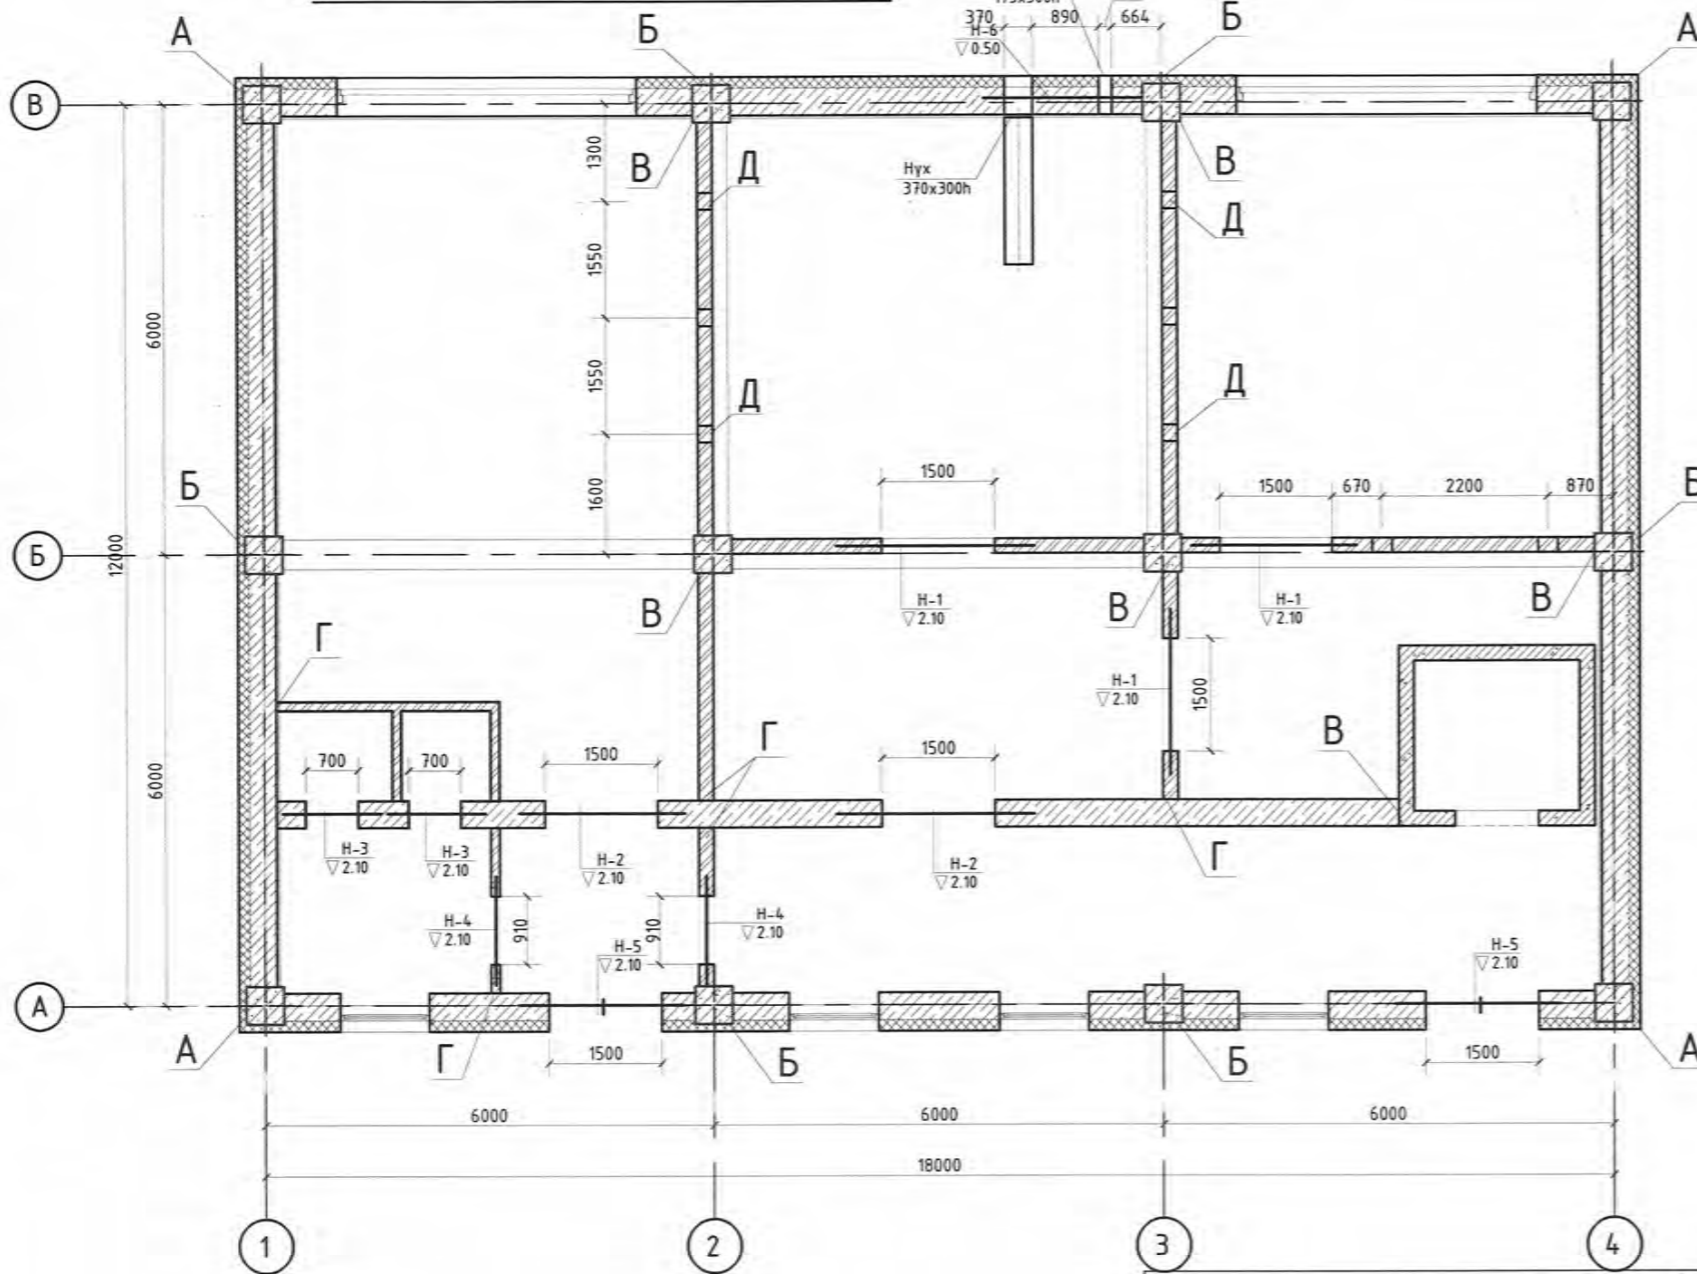 370
890
664
Н-6
▽ 0.50
А
Б
Б
А
В
1300
В
Д
Нух
370х300h
В
Д
1550
6000
1550
Д
Д
Б
1600
1500
1500
670
2200
870
Б
Б
12000
В
Н-1
▽ 2.10
В
Н-1
▽ 2.10
В
Г
Н-1
▽ 2.10
1500
6000
Г
В
700
700
1500
1500
Н-3
▽ 2.10
Н-3
▽ 2.10
Н-2
▽ 2.10
Н-2
▽ 2.10
Г
Н-4
▽ 2.10
910
910
Н-4
▽ 2.10
Н-5
▽ 2.10
Н-5
▽ 2.10
А
А
Г
1500
Б
Б
1500
А
6000
6000
6000
18000
1
2
3
4